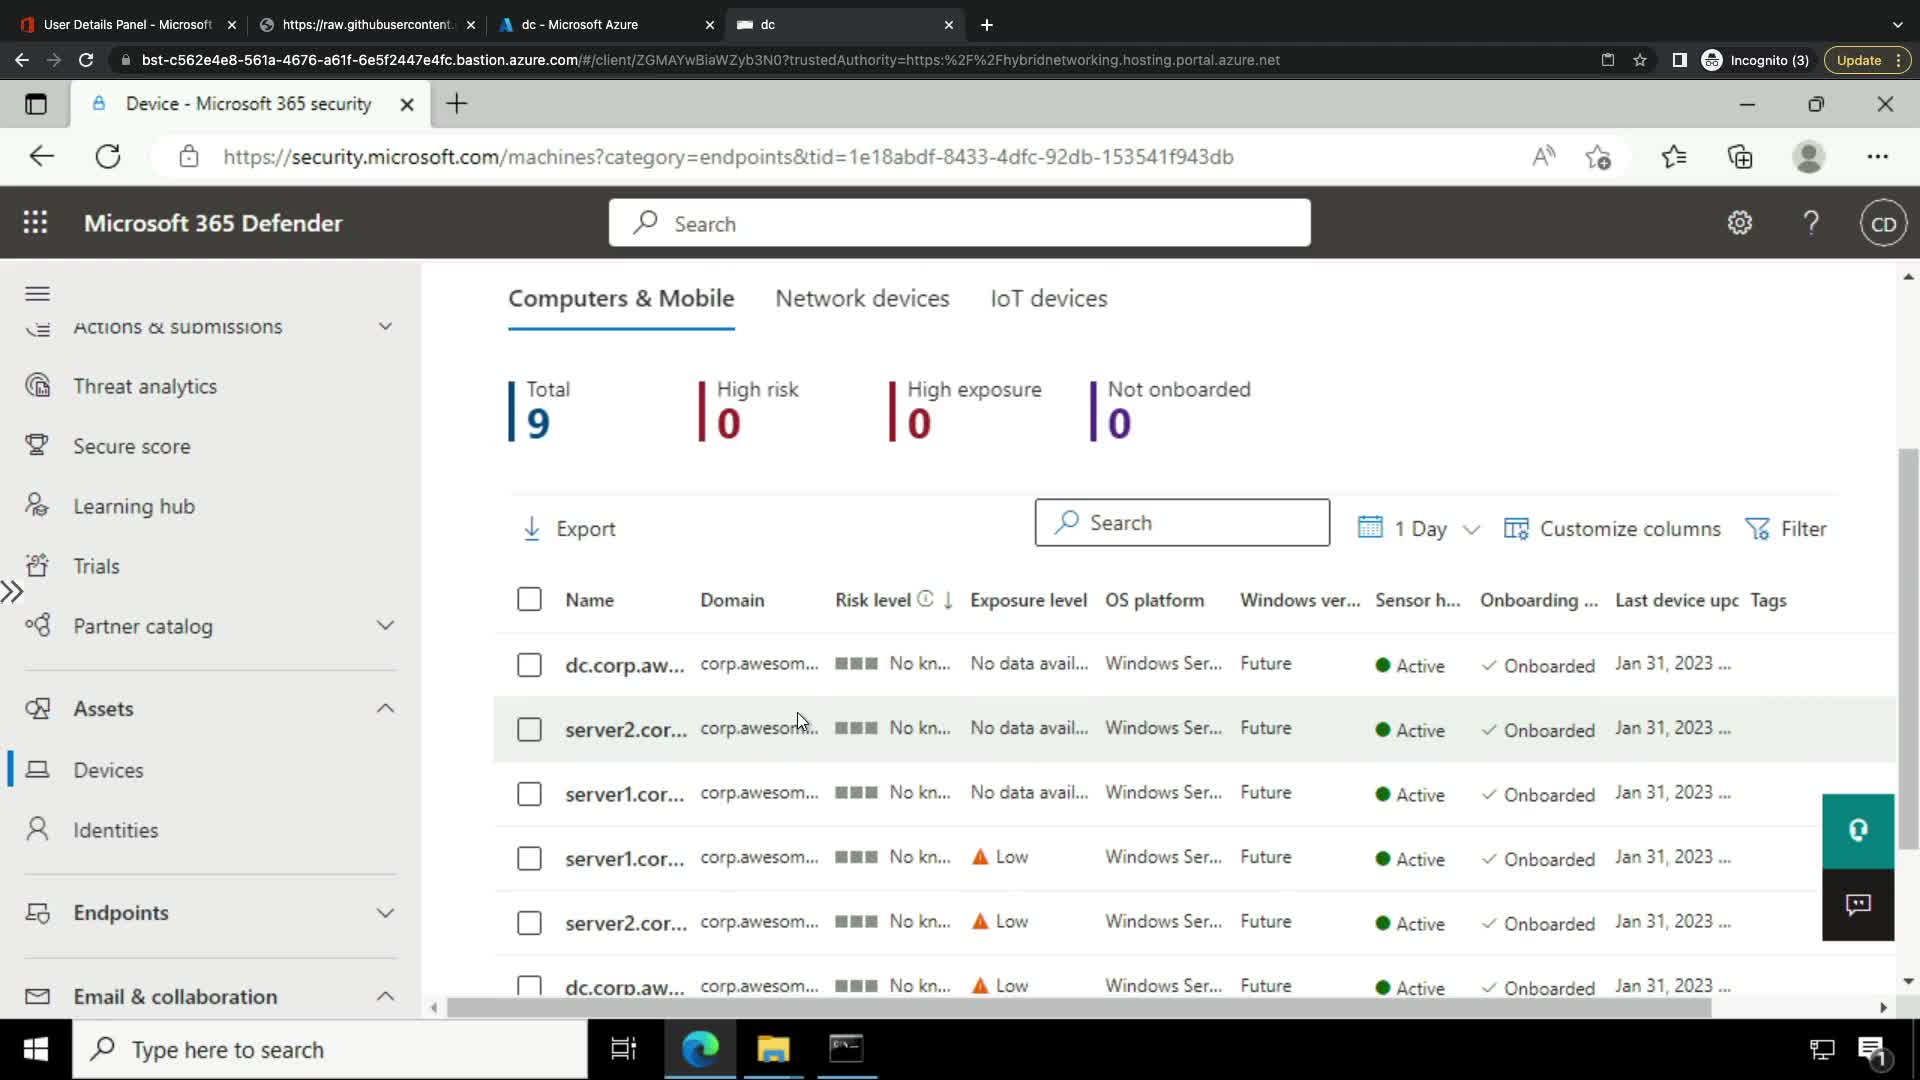 User Details Panel - Microsoft
https://raw.githubusercontent.
dc - Microsoft Azure
dc
bst-c562e4e8-561a-4676-a61f-6e5f2447e4fc.bastion.azure.com/#/client/ZGMAYwBiaWZyb3N0?trustedAuthority=https:%2F%2Fhybridnetworking.hosting.portal.azure.net
Incognito (3)
Update
Device - Microsoft 365 security
https://security.microsoft.com/machines?category=endpoints&tid=1e18abdf-8433-4dfc-92db-153541f943db
Microsoft 365 Defender
Search
CD
Computers & Mobile Network devices IoT devices
Actions & submissions
Threat analytics
Secure score
Learning hub
Trials
Partner catalog
Assets
Devices
Identities
Endpoints
Email & collaboration
Total High risk High exposure Not onboarded
9 0 0 0
Export Search 1 Day Customize columns Filter
Name Domain Risk level Exposure level OS platform Windows ver... Sensor h... Onboarding ... Last device upd Tags
dc.corp.aw... corp.awesom... No kn... No data avail... Windows Ser... Future Active Onboarded Jan 31, 2023 ...
server2.cor... corp.awesom... No kn... No data avail... Windows Ser... Future Active Onboarded Jan 31, 2023 ...
server1.cor... corp.awesom... No kn... No data avail... Windows Ser... Future Active Onboarded Jan 31, 2023 ...
server1.cor... corp.awesom... No kn... Low Windows Ser... Future Active Onboarded Jan 31, 2023 ...
server2.cor... corp.awesom... No kn... Low Windows Ser... Future Active Onboarded Jan 31, 2023 ...
dc.corp.aw... corp.awesom... No kn... Low Windows Ser... Future Active Onboarded Jan 31, 2023 ...
Type here to search
1